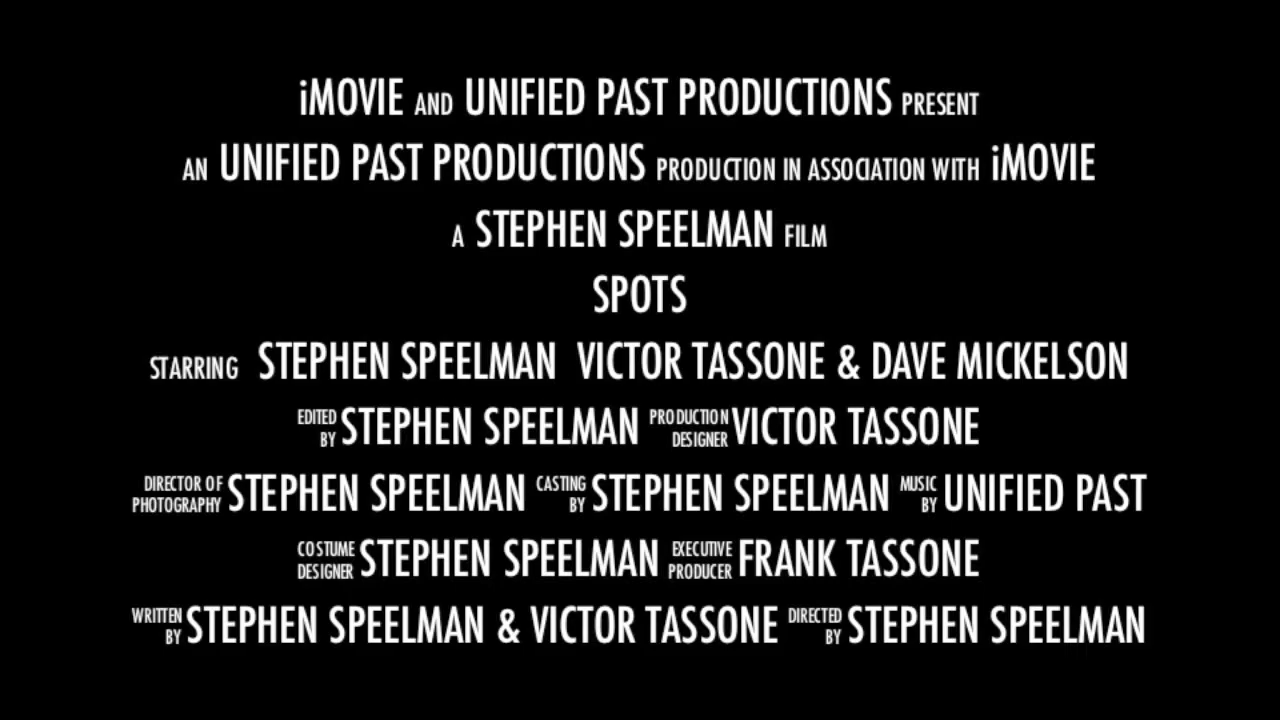 iMOVIE AND UNIFIED PAST PRODUCTIONS PRESENT
AN UNIFIED PAST PRODUCTIONS PRODUCTION IN ASSOCIATION WITH iMOVIE
A STEPHEN SPEELMAN FILM
SPOTS
STARRING STEPHEN SPEELMAN VICTOR TASSONE & DAVE MICKELSON
EDITED BY STEPHEN SPEELMAN PRODUCTION DESIGNER VICTOR TASSONE
DIRECTOR OF PHOTOGRAPHY STEPHEN SPEELMAN CASTING BY STEPHEN SPEELMAN MUSIC BY UNIFIED PAST
COSTUME DESIGNER STEPHEN SPEELMAN EXECUTIVE PRODUCER FRANK TASSONE
WRITTEN BY STEPHEN SPEELMAN & VICTOR TASSONE DIRECTED BY STEPHEN SPEELMAN